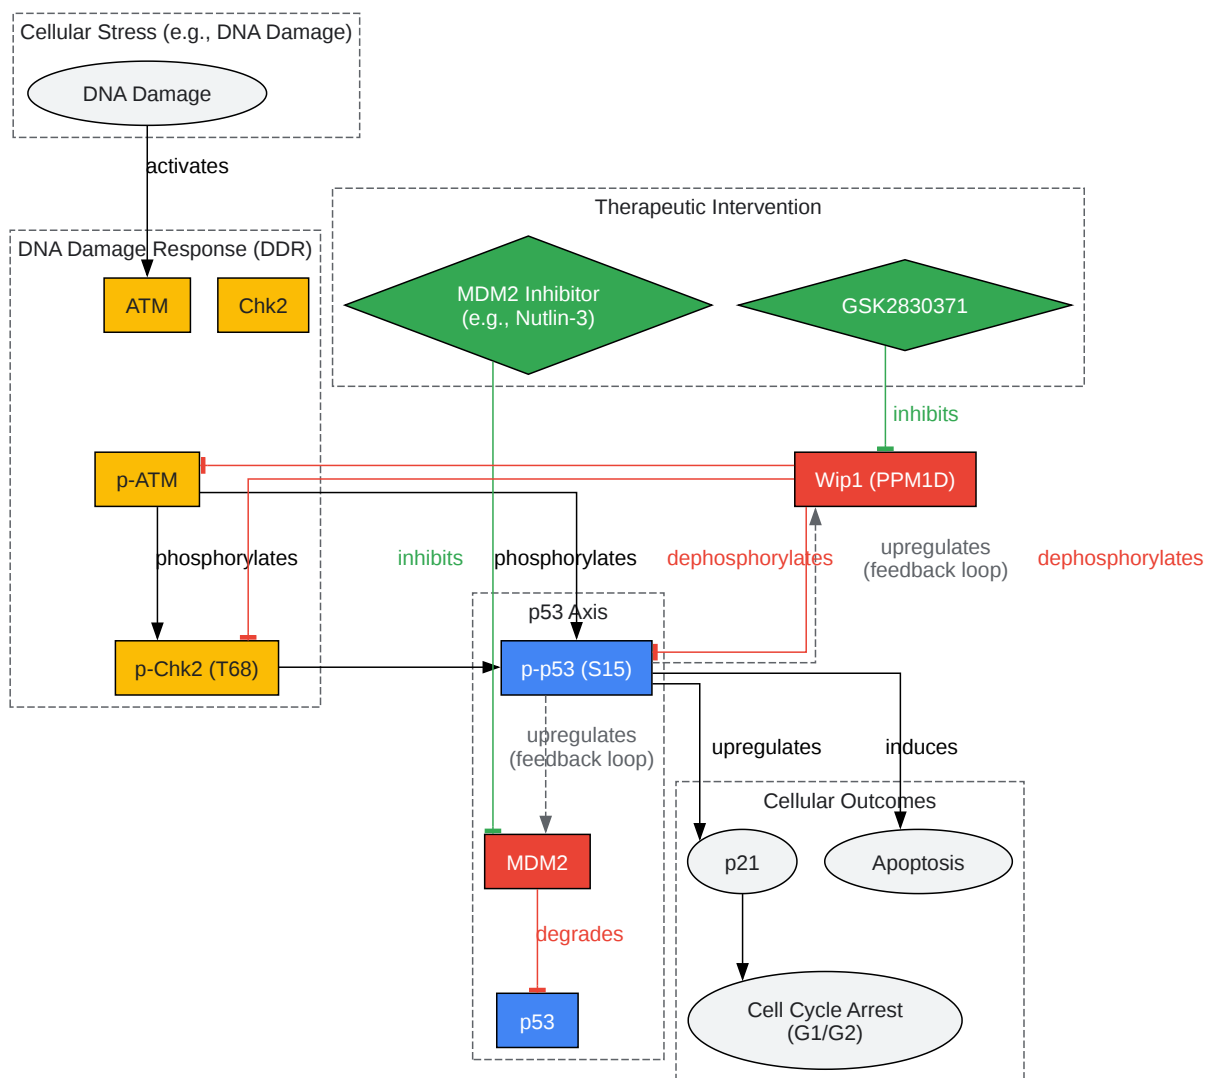 Cellular Stress (e.g., DNA Damage)
DNA Damage
activates
Therapeutic Intervention
DNA Damage Response (DDR)
ATM
Chk2
MDM2 Inhibitor
(e.g., Nutlin-3)
GSK2830371
inhibits
p-ATM
Wip1 (PPM1D)
phosphorylates
inhibits
phosphorylates
dephosphorylates
upregulates
(feedback loop)
dephosphorylates
p53 Axis
p-Chk2 (T68)
p-p53 (S15)
upregulates
(feedback loop)
upregulates
induces
Cellular Outcomes
MDM2
p21
Apoptosis
degrades
p53
Cell Cycle Arrest
(G1/G2)